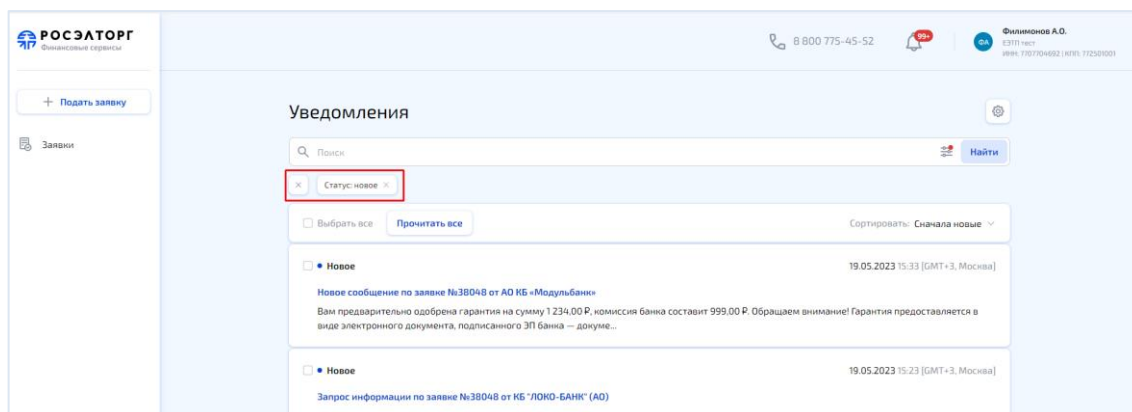 РОСЭЛТОРГ
Финансовые сервисы
8 800 775-45-52
99+
ФА
Филимонов А.О.
ЕЭТП тест
ИНН: 7707704692 | КПП: 772501001
+ Подать заявку
Заявки
Уведомления
Поиск
Найти
× Статус: новое ×
Выбрать все
Прочитать все
Сортировать: Сначала новые
• Новое
19.05.2023 15:33 [GMT+3, Москва]
Новое сообщение по заявке №38048 от АО КБ «Модульбанк»
Вам предварительно одобрена гарантия на сумму 1 234,00 ₽, комиссия банка составит 999,00 ₽. Обращаем внимание! Гарантия предоставляется в
виде электронного документа, подписанного ЭП банка — докуме...
• Новое
19.05.2023 15:23 [GMT+3, Москва]
Запрос информации по заявке №38048 от КБ "ЛОКО-БАНК" (АО)